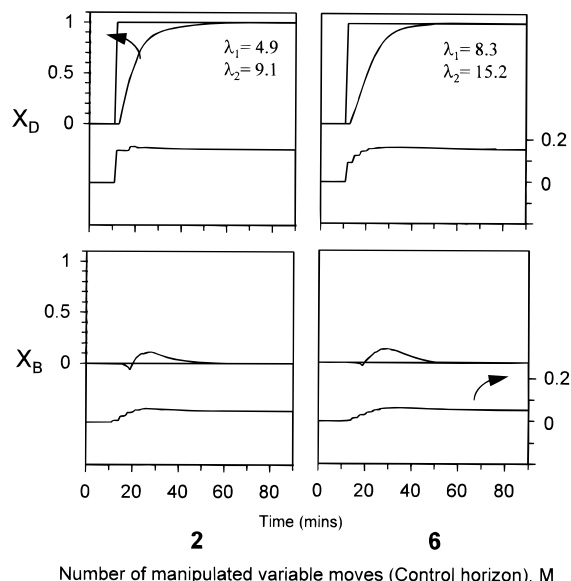 1
0.5
0
X_D
λ₁= 4.9
λ₂= 9.1
λ₁= 8.3
λ₂= 15.2
0.2
0
1
0.5
0
X_B
0.2
0
0 20 40 60 80
0 20 40 60 80
Time (mins)
2 6
Number of manipulated variable moves (Control horizon), M